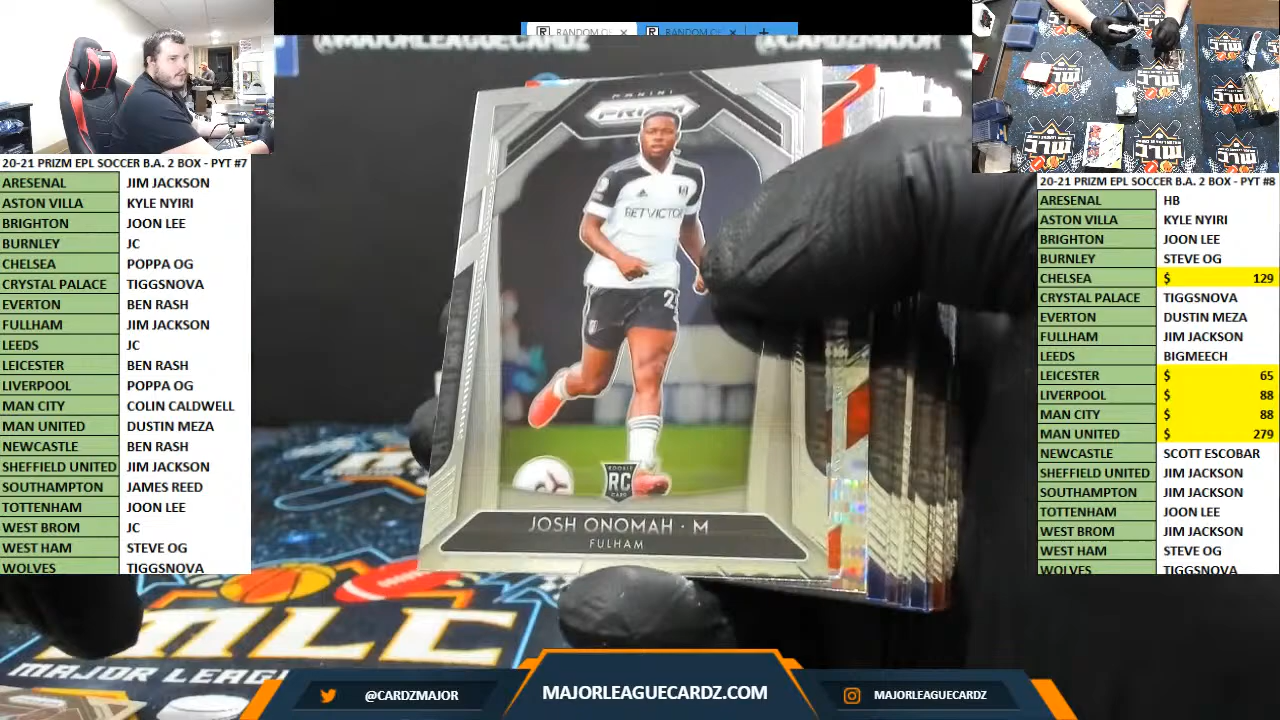 RANDOM.O
RANDOM.O
@MAJORLEAGUECARDZ
@CARDZMAJOR
20-21 PRIZM EPL SOCCER B.A. 2 BOX - PYT #7
ARESENAL JIM JACKSON
ASTON VILLA KYLE NYIRI
BRIGHTON JOON LEE
BURNLEY JC
CHELSEA POPPA OG
CRYSTAL PALACE TIGGSNOVA
EVERTON BEN RASH
FULLHAM JIM JACKSON
LEEDS JC
LEICESTER BEN RASH
LIVERPOOL POPPA OG
MAN CITY COLIN CALDWELL
MAN UNITED DUSTIN MEZA
NEWCASTLE BEN RASH
SHEFFIELD UNITED JIM JACKSON
SOUTHAMPTON JAMES REED
TOTTENHAM JOON LEE
WEST BROM JC
WEST HAM STEVE OG
WOLVES TIGGSNOVA
PANINI
PRIZM
BETVICTOR
ROOKIE
RC
CARD
JOSH ONOMAH · M
FULHAM
20-21 PRIZM EPL SOCCER B.A. 2 BOX - PYT #8
ARESENAL HB
ASTON VILLA KYLE NYIRI
BRIGHTON JOON LEE
BURNLEY STEVE OG
CHELSEA $ 129
CRYSTAL PALACE TIGGSNOVA
EVERTON DUSTIN MEZA
FULLHAM JIM JACKSON
LEEDS BIGMEECH
LEICESTER $ 65
LIVERPOOL $ 88
MAN CITY $ 88
MAN UNITED $ 279
NEWCASTLE SCOTT ESCOBAR
SHEFFIELD UNITED JIM JACKSON
SOUTHAMPTON JIM JACKSON
TOTTENHAM JOON LEE
WEST BROM JIM JACKSON
WEST HAM STEVE OG
WOLVES TIGGSNOVA
MLC
MAJOR LEAG
@CARDZMAJOR
MAJORLEAGUECARDZ.COM
MAJORLEAGUECARDZ